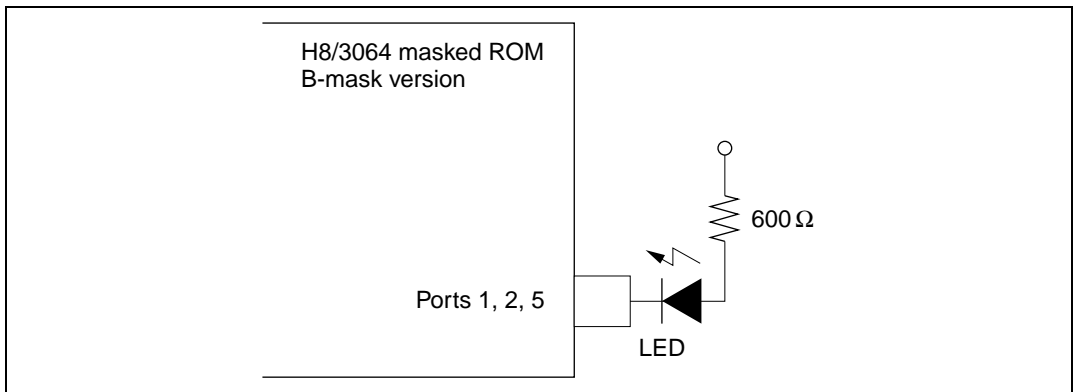 H8/3064 masked ROM
B-mask version
600 Ω
Ports 1, 2, 5
LED